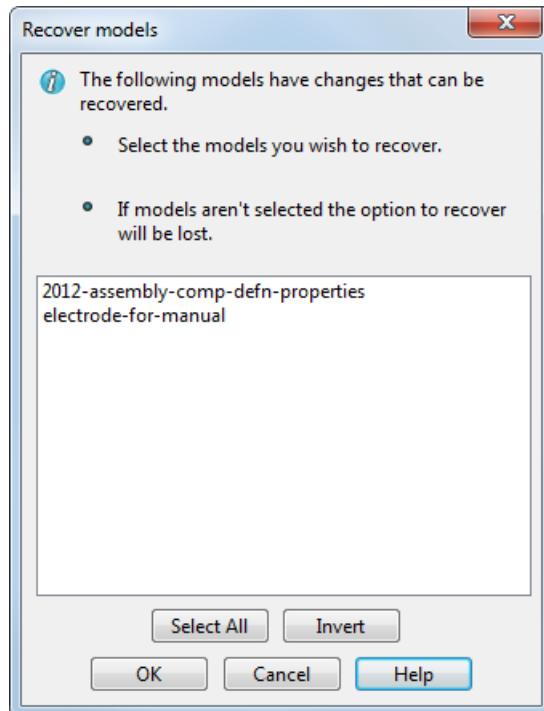 Recover models
The following models have changes that can be
recovered.
Select the models you wish to recover.
If models aren't selected the option to recover
will be lost.
2012-assembly-comp-defn-properties
electrode-for-manual
Select All Invert
OK Cancel Help